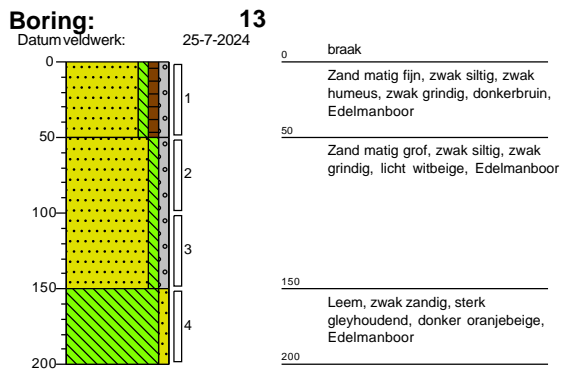 Boring: 13
Datum veldwerk: 25-7-2024
0
50
100
150
200
1
2
3
4
0 braak
Zand matig fijn, zwak siltig, zwak
humeus, zwak grindig, donkerbruin,
Edelmanboor
50
Zand matig grof, zwak siltig, zwak
grindig, licht witbeige, Edelmanboor
150
Leem, zwak zandig, sterk
gleyhoudend, donker oranjebeige,
Edelmanboor
200